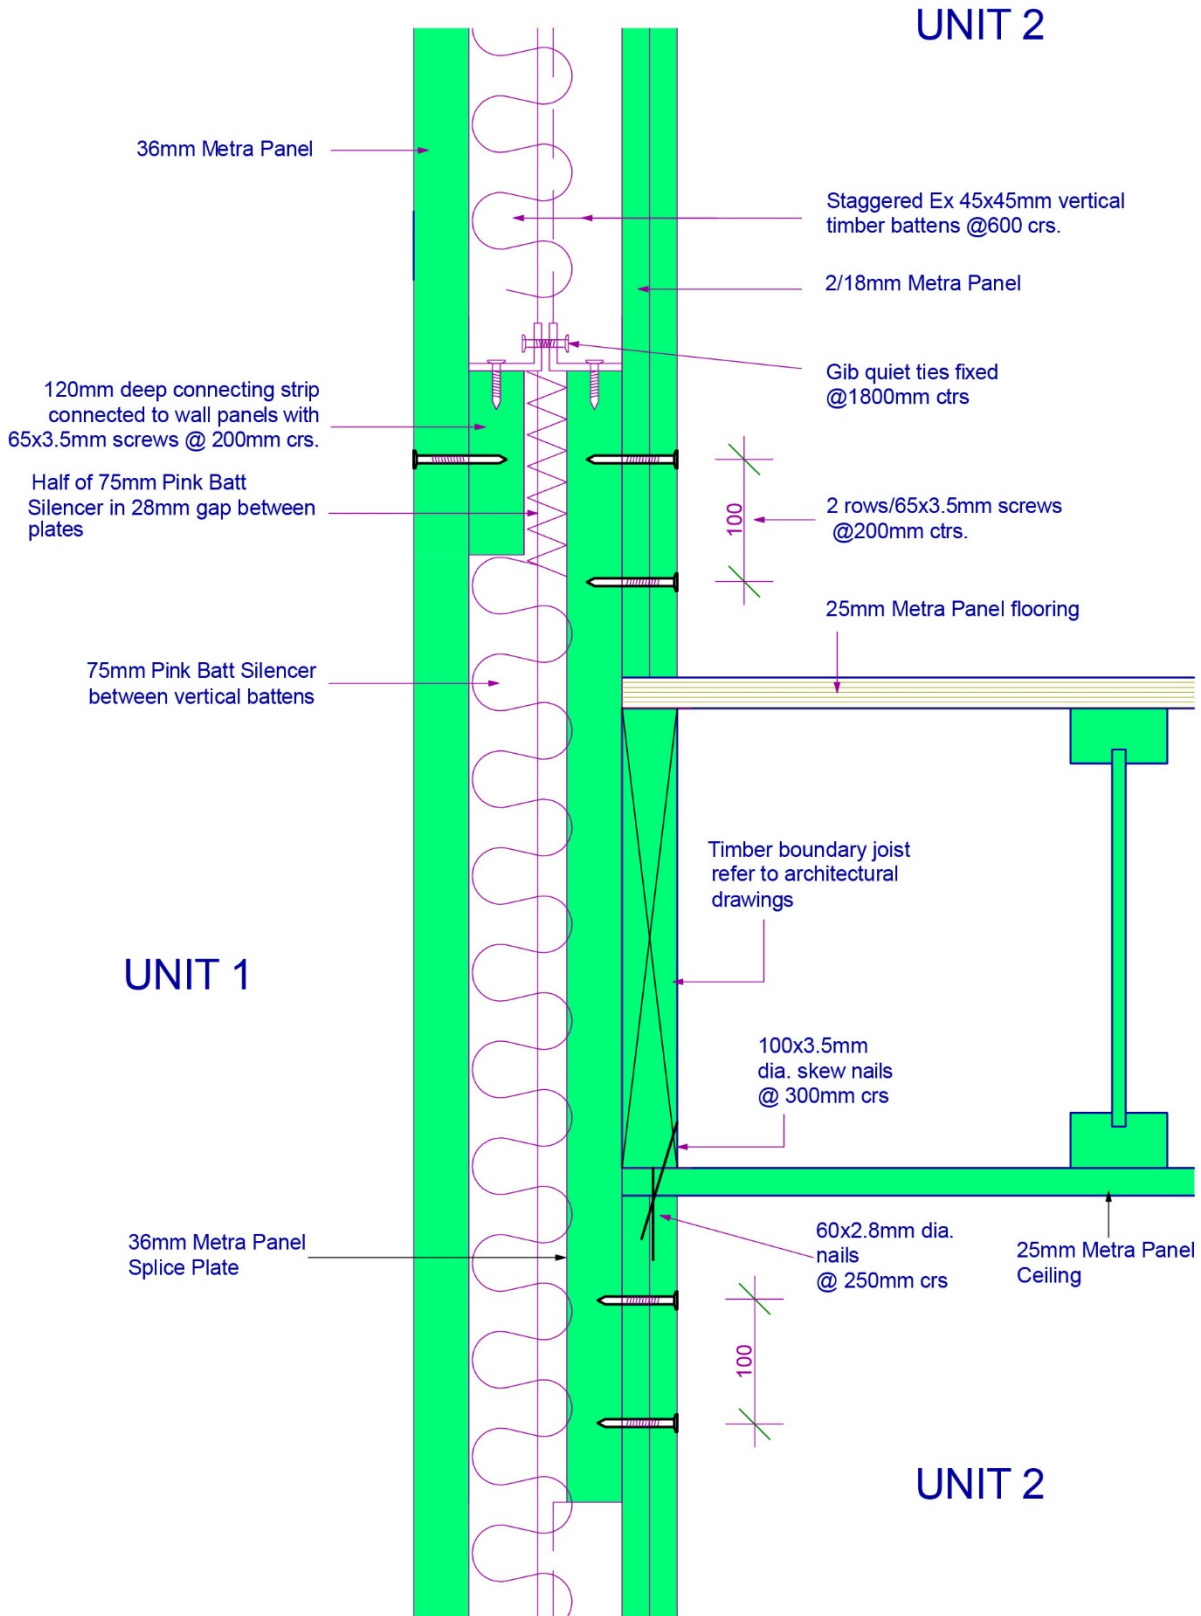 UNIT 2
36mm Metra Panel
Staggered Ex 45x45mm vertical
timber battens @600 crs.
2/18mm Metra Panel
Gib quiet ties fixed
@1800mm ctrs
120mm deep connecting strip
connected to wall panels with
65x3.5mm screws @ 200mm crs.
Half of 75mm Pink Batt
Silencer in 28mm gap between
plates
100
2 rows/65x3.5mm screws
@200mm ctrs.
25mm Metra Panel flooring
75mm Pink Batt Silencer
between vertical battens
Timber boundary joist
refer to architectural
drawings
UNIT 1
100x3.5mm
dia. skew nails
@ 300mm crs
36mm Metra Panel
Splice Plate
60x2.8mm dia.
nails
@ 250mm crs
25mm Metra Panel
Ceiling
100
UNIT 2